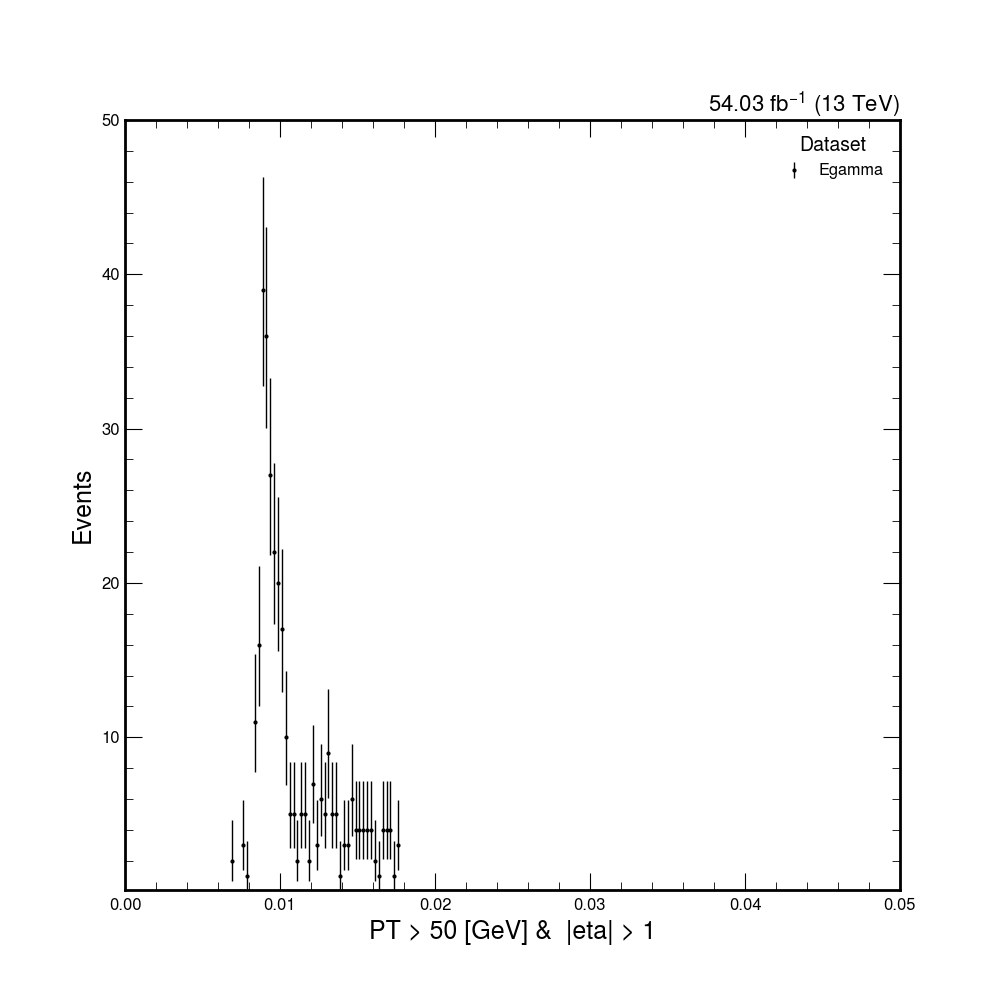 54.03 fb⁻¹ (13 TeV)
Dataset
Egamma
50
40
30
20
10
Events
0.00 0.01 0.02 0.03 0.04 0.05
PT > 50 [GeV] & |eta| > 1